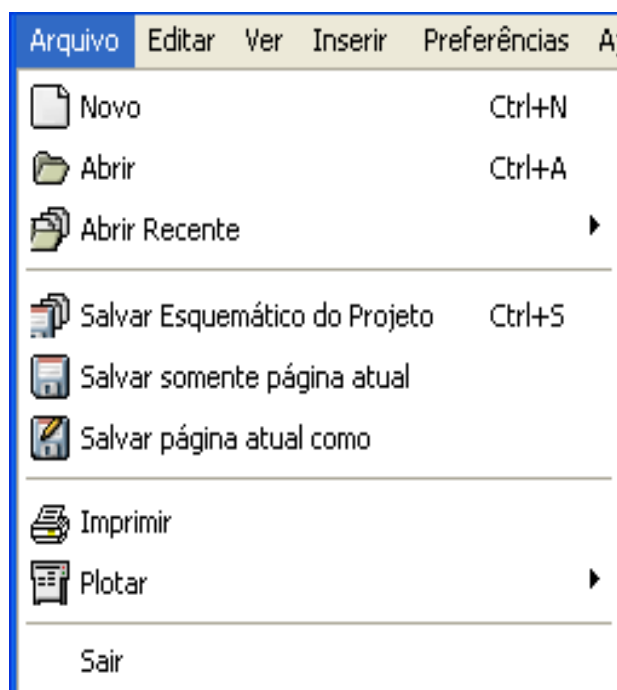 Arquivo Editar Ver Inserir Preferências
Novo Ctrl+N
Abrir Ctrl+A
Abrir Recente
Salvar Esquemático do Projeto Ctrl+S
Salvar somente página atual
Salvar página atual como
Imprimir
Plotar
Sair